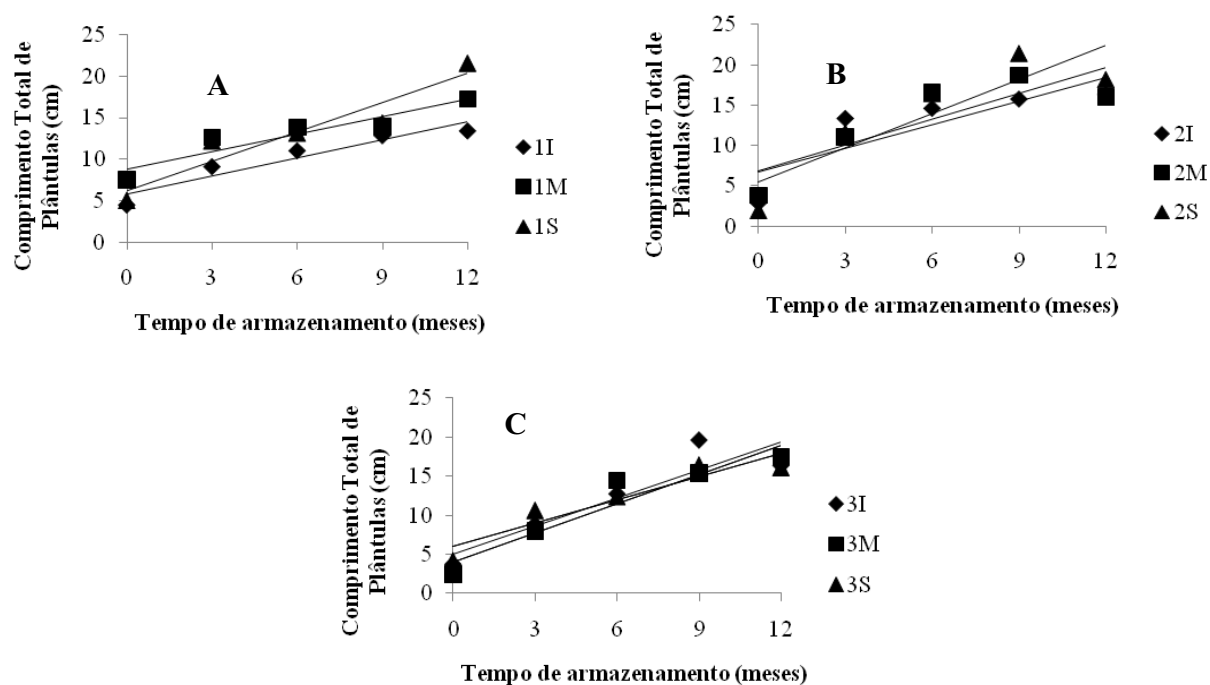 Comprimento Total de
Plântulas (cm)
25
20
15
10
5
0
A
1I
1M
1S
0 3 6 9 12
Tempo de armazenamento (meses)
Comprimento Total de
Plântulas (cm)
25
20
15
10
5
0
B
2I
2M
2S
0 3 6 9 12
Tempo de armazenamento (meses)
Comprimento Total de
Plântulas (cm)
25
20
15
10
5
0
C
3I
3M
3S
0 3 6 9 12
Tempo de armazenamento (meses)